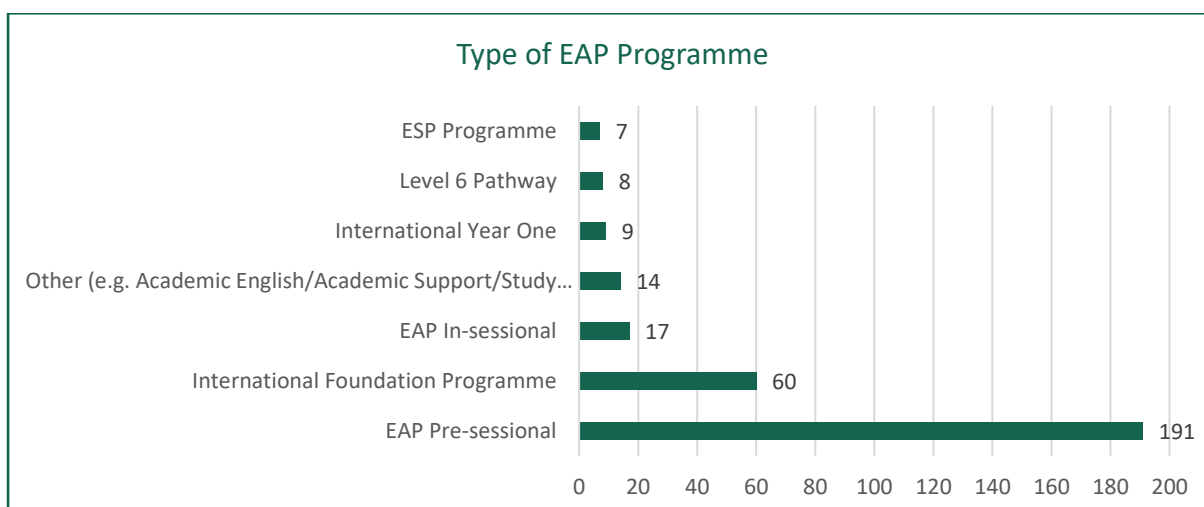 Type of EAP Programme
ESP Programme 7
Level 6 Pathway 8
International Year One 9
Other (e.g. Academic English/Academic Support/Study... 14
EAP In-sessional 17
International Foundation Programme 60
EAP Pre-sessional 191
0 20 40 60 80 100 120 140 160 180 200